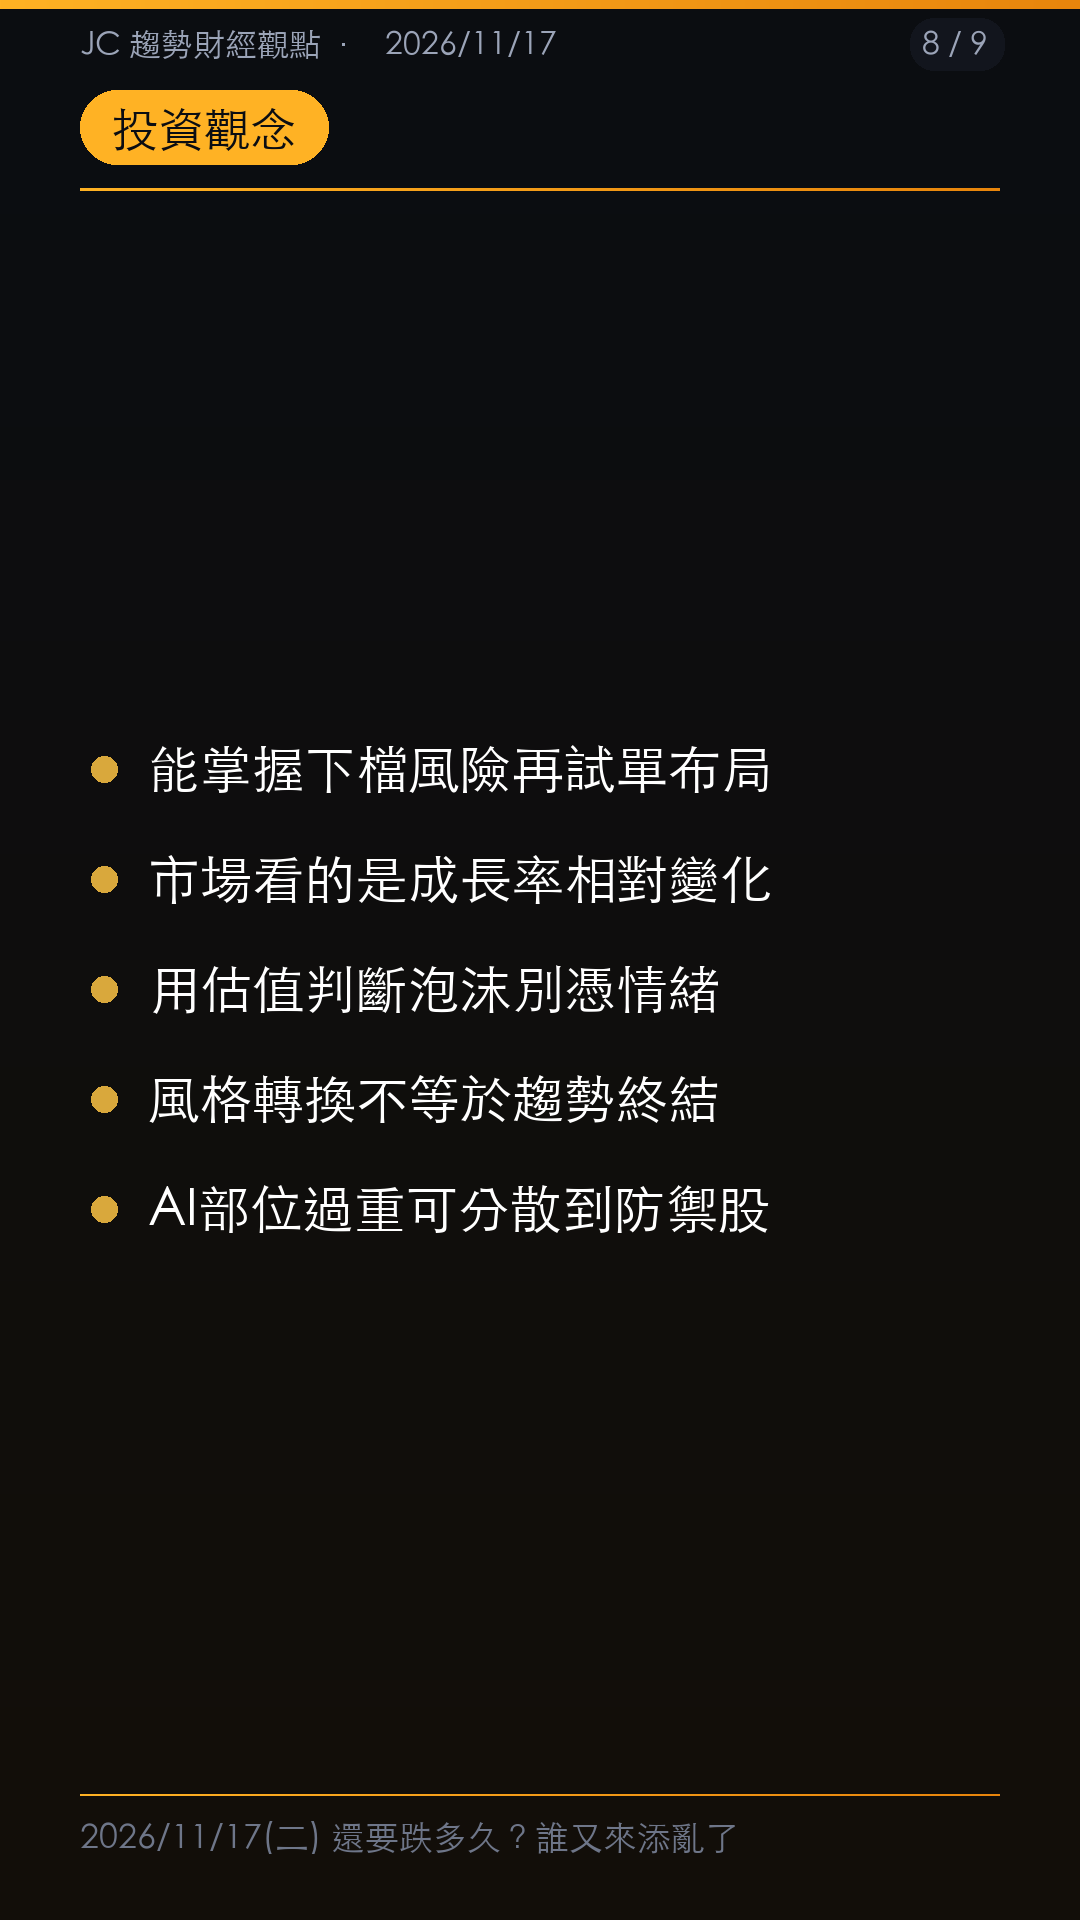 JC 趨勢財經觀點 · 2026/11/17
8 / 9
投資觀念
能掌握下檔風險再試單布局
市場看的是成長率相對變化
用估值判斷泡沫別憑情緒
風格轉換不等於趨勢終結
AI部位過重可分散到防禦股
2026/11/17(二) 還要跌多久？誰又來添亂了